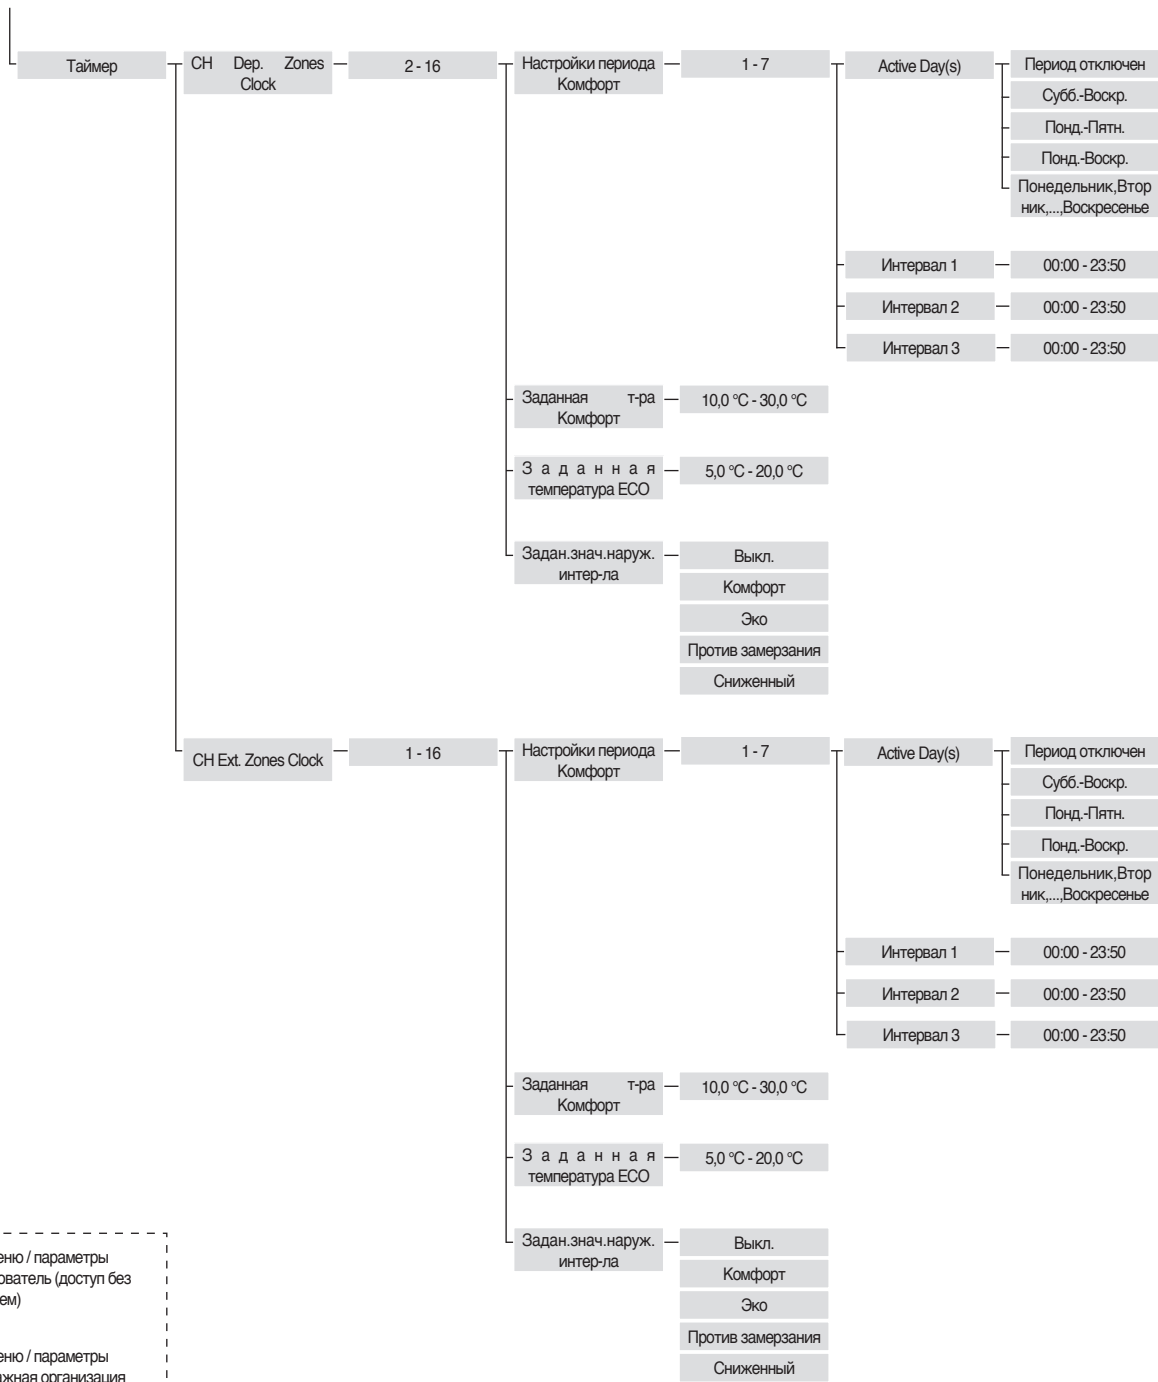 Таймер
CH Dep. Zones
Clock
2 - 16
Настройки периода
Комфорт
1 - 7
Active Day(s)
Период отключен
Субб.-Воскр.
Понд.-Пятн.
Понд.-Воскр.
Понедельник,Втор
ник,...,Воскресенье
Интервал 1
00:00 - 23:50
Интервал 2
00:00 - 23:50
Интервал 3
00:00 - 23:50
Заданная т-ра
Комфорт
10,0 °C - 30,0 °C
Заданная
температура ECO
5,0 °C - 20,0 °C
Задан.знач.наруж.
интер-ла
Выкл.
Комфорт
Эко
Против замерзания
Сниженный
CH Ext. Zones Clock
1 - 16
Настройки периода
Комфорт
1 - 7
Active Day(s)
Период отключен
Субб.-Воскр.
Понд.-Пятн.
Понд.-Воскр.
Понедельник,Втор
ник,...,Воскресенье
Интервал 1
00:00 - 23:50
Интервал 2
00:00 - 23:50
Интервал 3
00:00 - 23:50
Заданная т-ра
Комфорт
10,0 °C - 30,0 °C
Заданная
температура ECO
5,0 °C - 20,0 °C
Задан.знач.наруж.
интер-ла
Выкл.
Комфорт
Эко
Против замерзания
Сниженный
/ параметры
(доступ без
/ параметры
организация